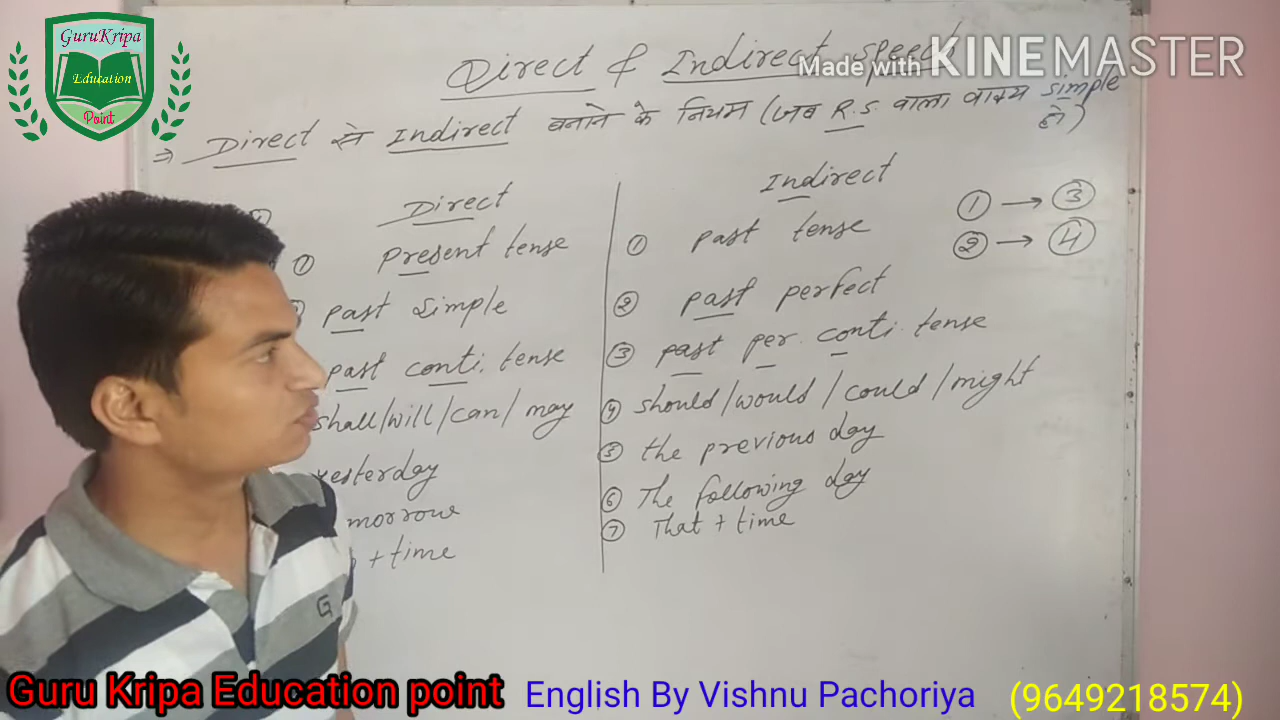 GuruKripa
Education
Point
Made with KINEMASTER
Direct & Indirect speech
⇒ Direct से Indirect बनाने के नियम (जब R.S. वाला वाक्य simple हो)
Direct
Indirect
① → ③
② → ④
① Present tense
① Past tense
past simple
② past perfect
past conti. tense
③ past per. conti. tense
shall/will/can/may
④ should/would/could/might
yesterday
⑤ the previous day
morrow
⑥ The following day
+ time
⑦ That + time
G
Guru Kripa Education point
English By Vishnu Pachoriya
(9649218574)